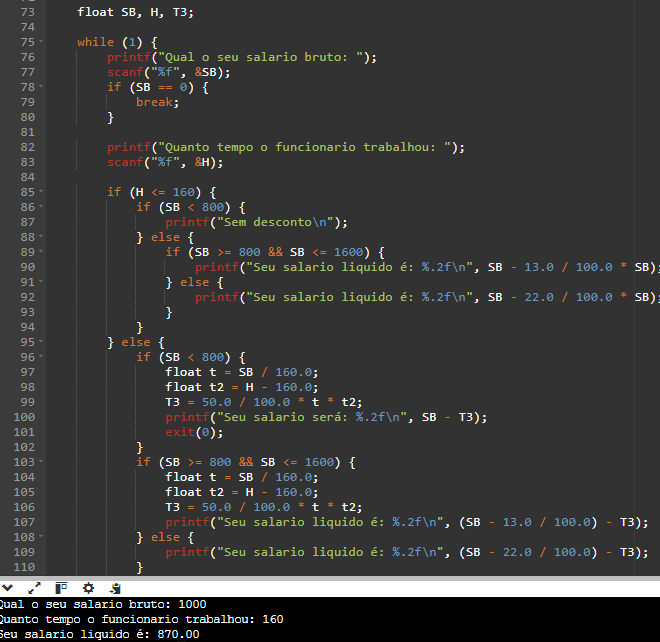 73 float SB, H, T3;
74
75 while (1) {
76 printf("Qual o seu salario bruto: ");
77 scanf("%f", &SB);
78 if (SB == 0) {
79 break;
80 }
81
82 printf("Quanto tempo o funcionario trabalhou: ");
83 scanf("%f", &H);
84
85 if (H <= 160) {
86 if (SB < 800) {
87 printf("Sem desconto\n");
88 } else {
89 if (SB >= 800 && SB <= 1600) {
90 printf("Seu salario liquido é: %.2f\n", SB - 13.0 / 100.0 * SB);
91 } else {
92 printf("Seu salario liquido é: %.2f\n", SB - 22.0 / 100.0 * SB);
93 }
94 }
95 } else {
96 if (SB < 800) {
97 float t = SB / 160.0;
98 float t2 = H - 160.0;
99 T3 = 50.0 / 100.0 * t * t2;
100 printf("Seu salario será: %.2f\n", SB - T3);
101 exit(0);
102 }
103 if (SB >= 800 && SB <= 1600) {
104 float t = SB / 160.0;
105 float t2 = H - 160.0;
106 T3 = 50.0 / 100.0 * t * t2;
107 printf("Seu salario liquido é: %.2f\n", (SB - 13.0 / 100.0) - T3);
108 } else {
109 printf("Seu salario liquido é: %.2f\n", (SB - 22.0 / 100.0) - T3);
110 }
Qual o seu salario bruto: 1000
Quanto tempo o funcionario trabalhou: 160
Seu salario liquido é: 870.00